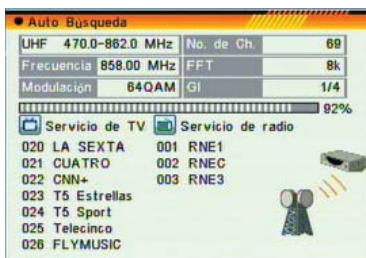 Auto Búsqueda
UHF 470.0-862.0 MHz No. de Ch. 69
Frecuencia 858.00 MHz FFT 8k
Modulación 64QAM GI 1/4
92%
Servicio de TV Servicio de radio
020 LA SEXTA 001 RNE1
021 CUATRO 002 RNEC
022 CNN+ 003 RNE3
023 T5 Estrellas
024 T5 Sport
025 Telecinco
026 FLYMUSIC